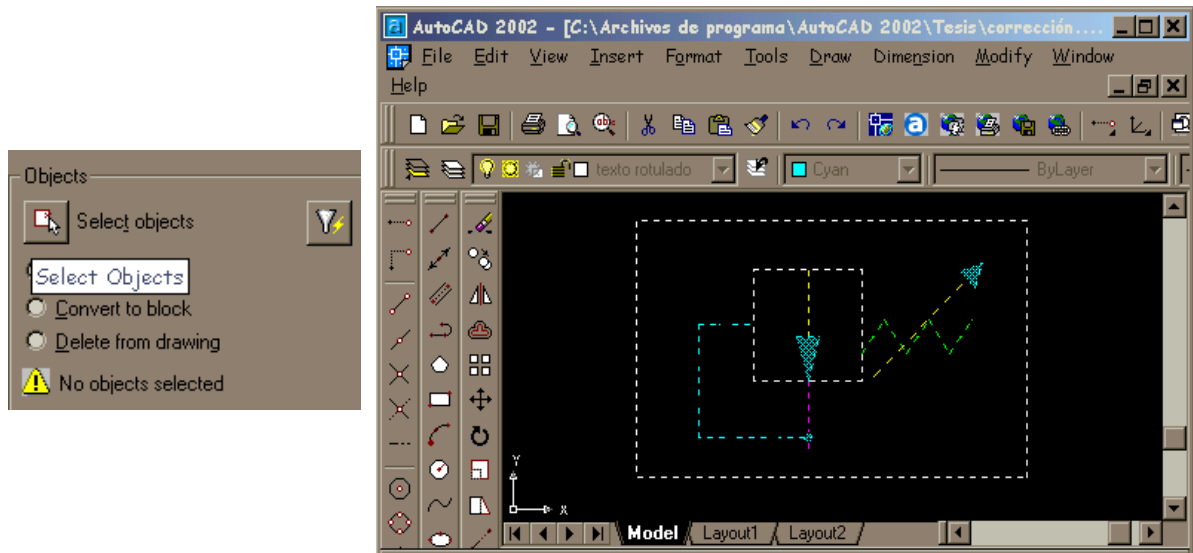 Objects
Select objects
Select Objects
Convert to block
Delete from drawing
No objects selected
AutoCAD 2002 - [C:\Archivos de programa\AutoCAD 2002\Tesis\corrección....
File Edit View Insert Format Tools Draw Dimension Modify Window
Help
texto rotulado Cyan ByLayer
Y
X
Model Layout1 Layout2